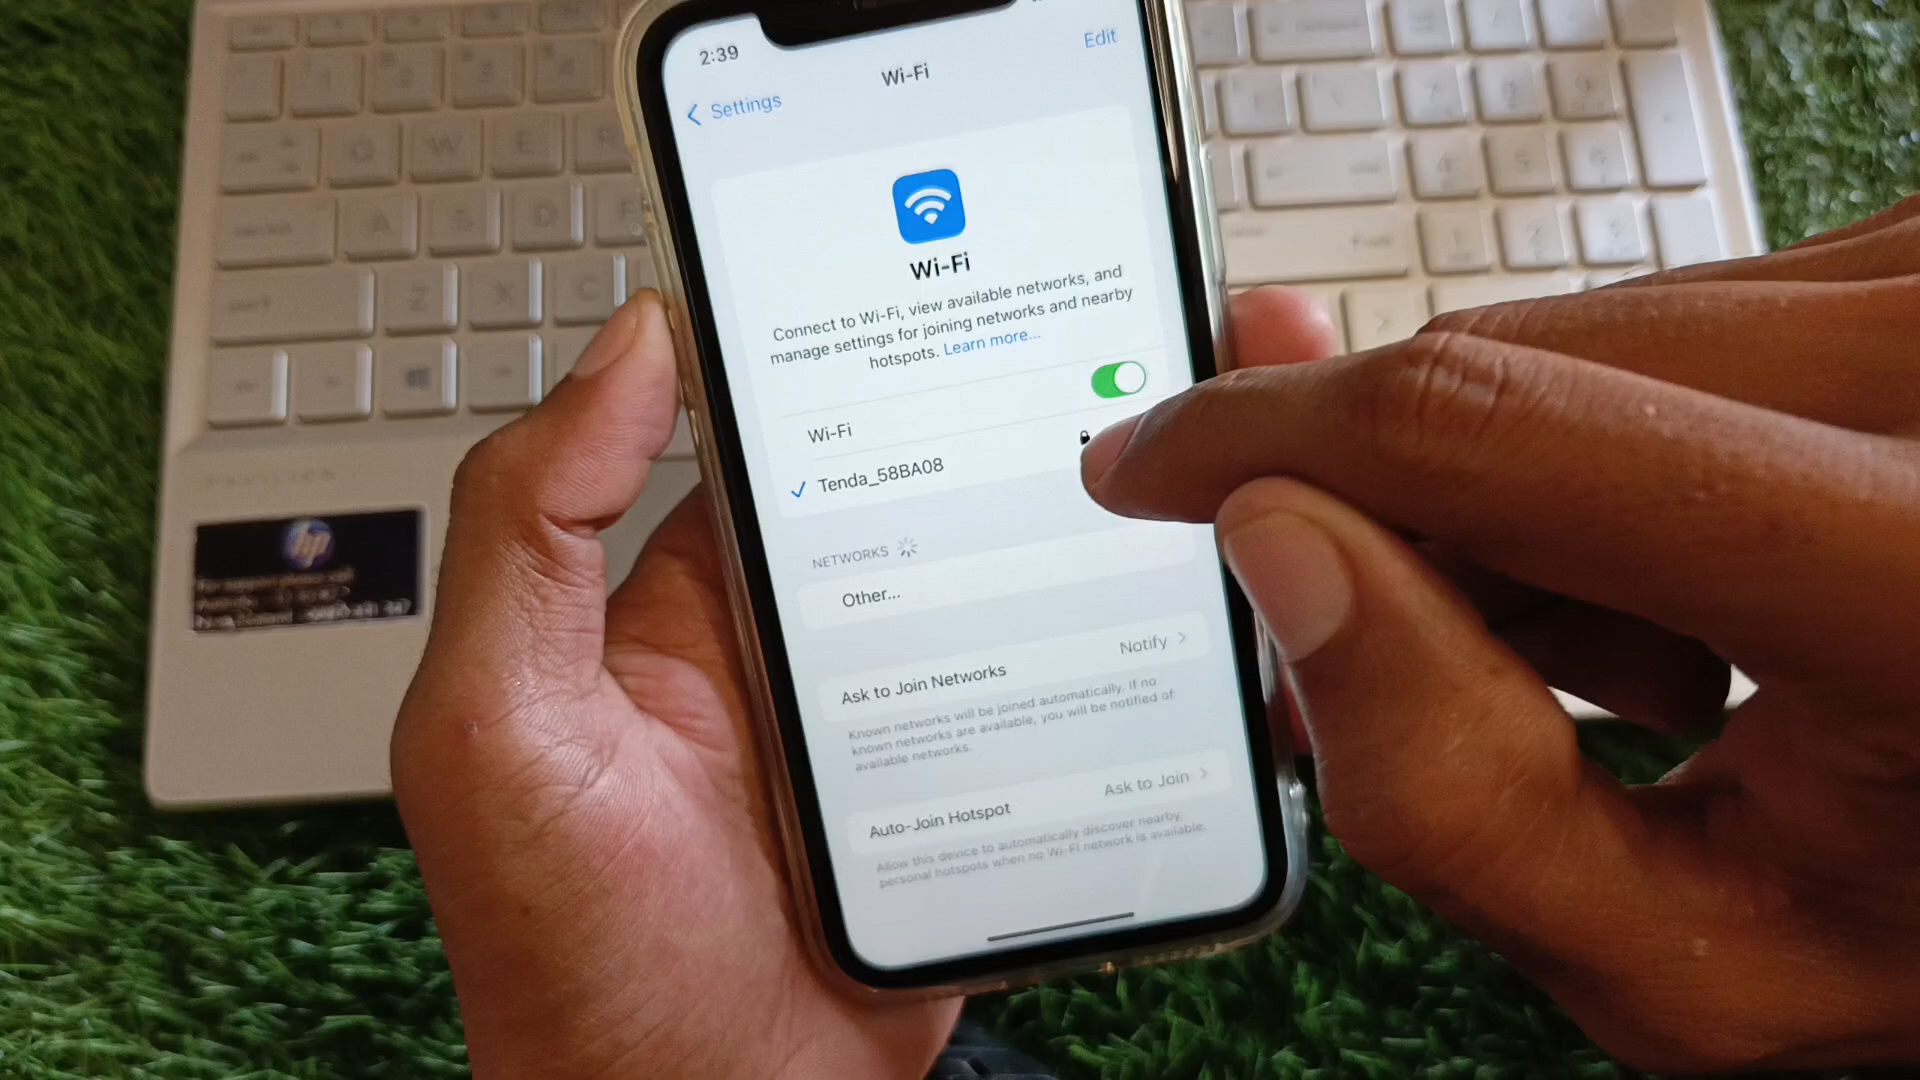 2:39
Edit
Wi-Fi
Settings
Wi-Fi
Connect to Wi-Fi, view available networks, and
manage settings for joining networks and nearby
hotspots. Learn more...
Wi-Fi
Tenda_58BA08
NETWORKS
Other...
Ask to Join Networks
Notify
Known networks will be joined automatically. If no
known networks are available, you will be notified of
available networks.
Auto-Join Hotspot
Ask to Join
Allow this device to automatically discover nearby
personal hotspots when no Wi-Fi network is available.
PAVILION
hp
Q W E R
A S D F
Z X C